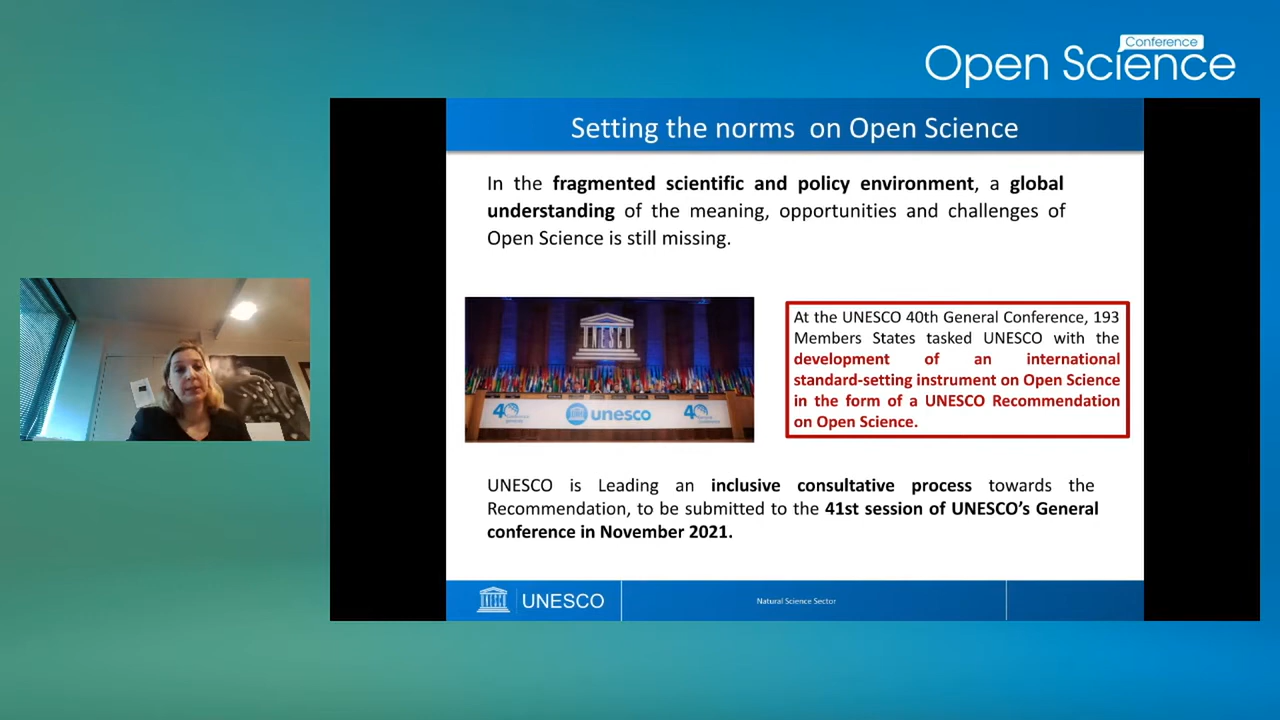 Conference
Open Science
Setting the norms on Open Science
In the fragmented scientific and policy environment, a global
understanding of the meaning, opportunities and challenges of
Open Science is still missing.
At the UNESCO 40th General Conference, 193
Members States tasked UNESCO with the
development of an international
standard-setting instrument on Open Science
in the form of a UNESCO Recommendation
on Open Science.
unesco
UNESCO is Leading an inclusive consultative process towards the
Recommendation, to be submitted to the 41st session of UNESCO's General
conference in November 2021.
UNESCO
Natural Science Sector